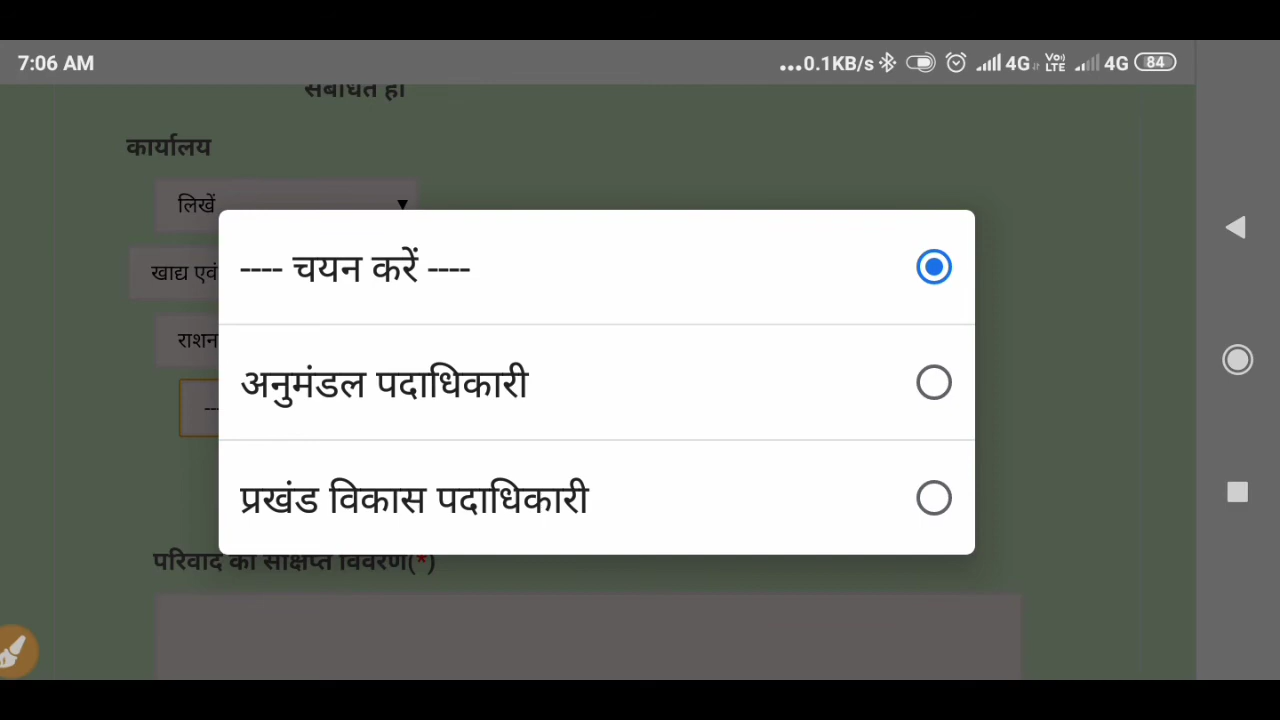 7:06 AM
...0.1KB/s 4G VoLTE 4G 84
संबंधित हो
कार्यालय
लिखें
खाद्य एवं
---- चयन करें ----
राशन
अनुमंडल पदाधिकारी
प्रखंड विकास पदाधिकारी
परिवाद का संक्षिप्त विवरण(*)